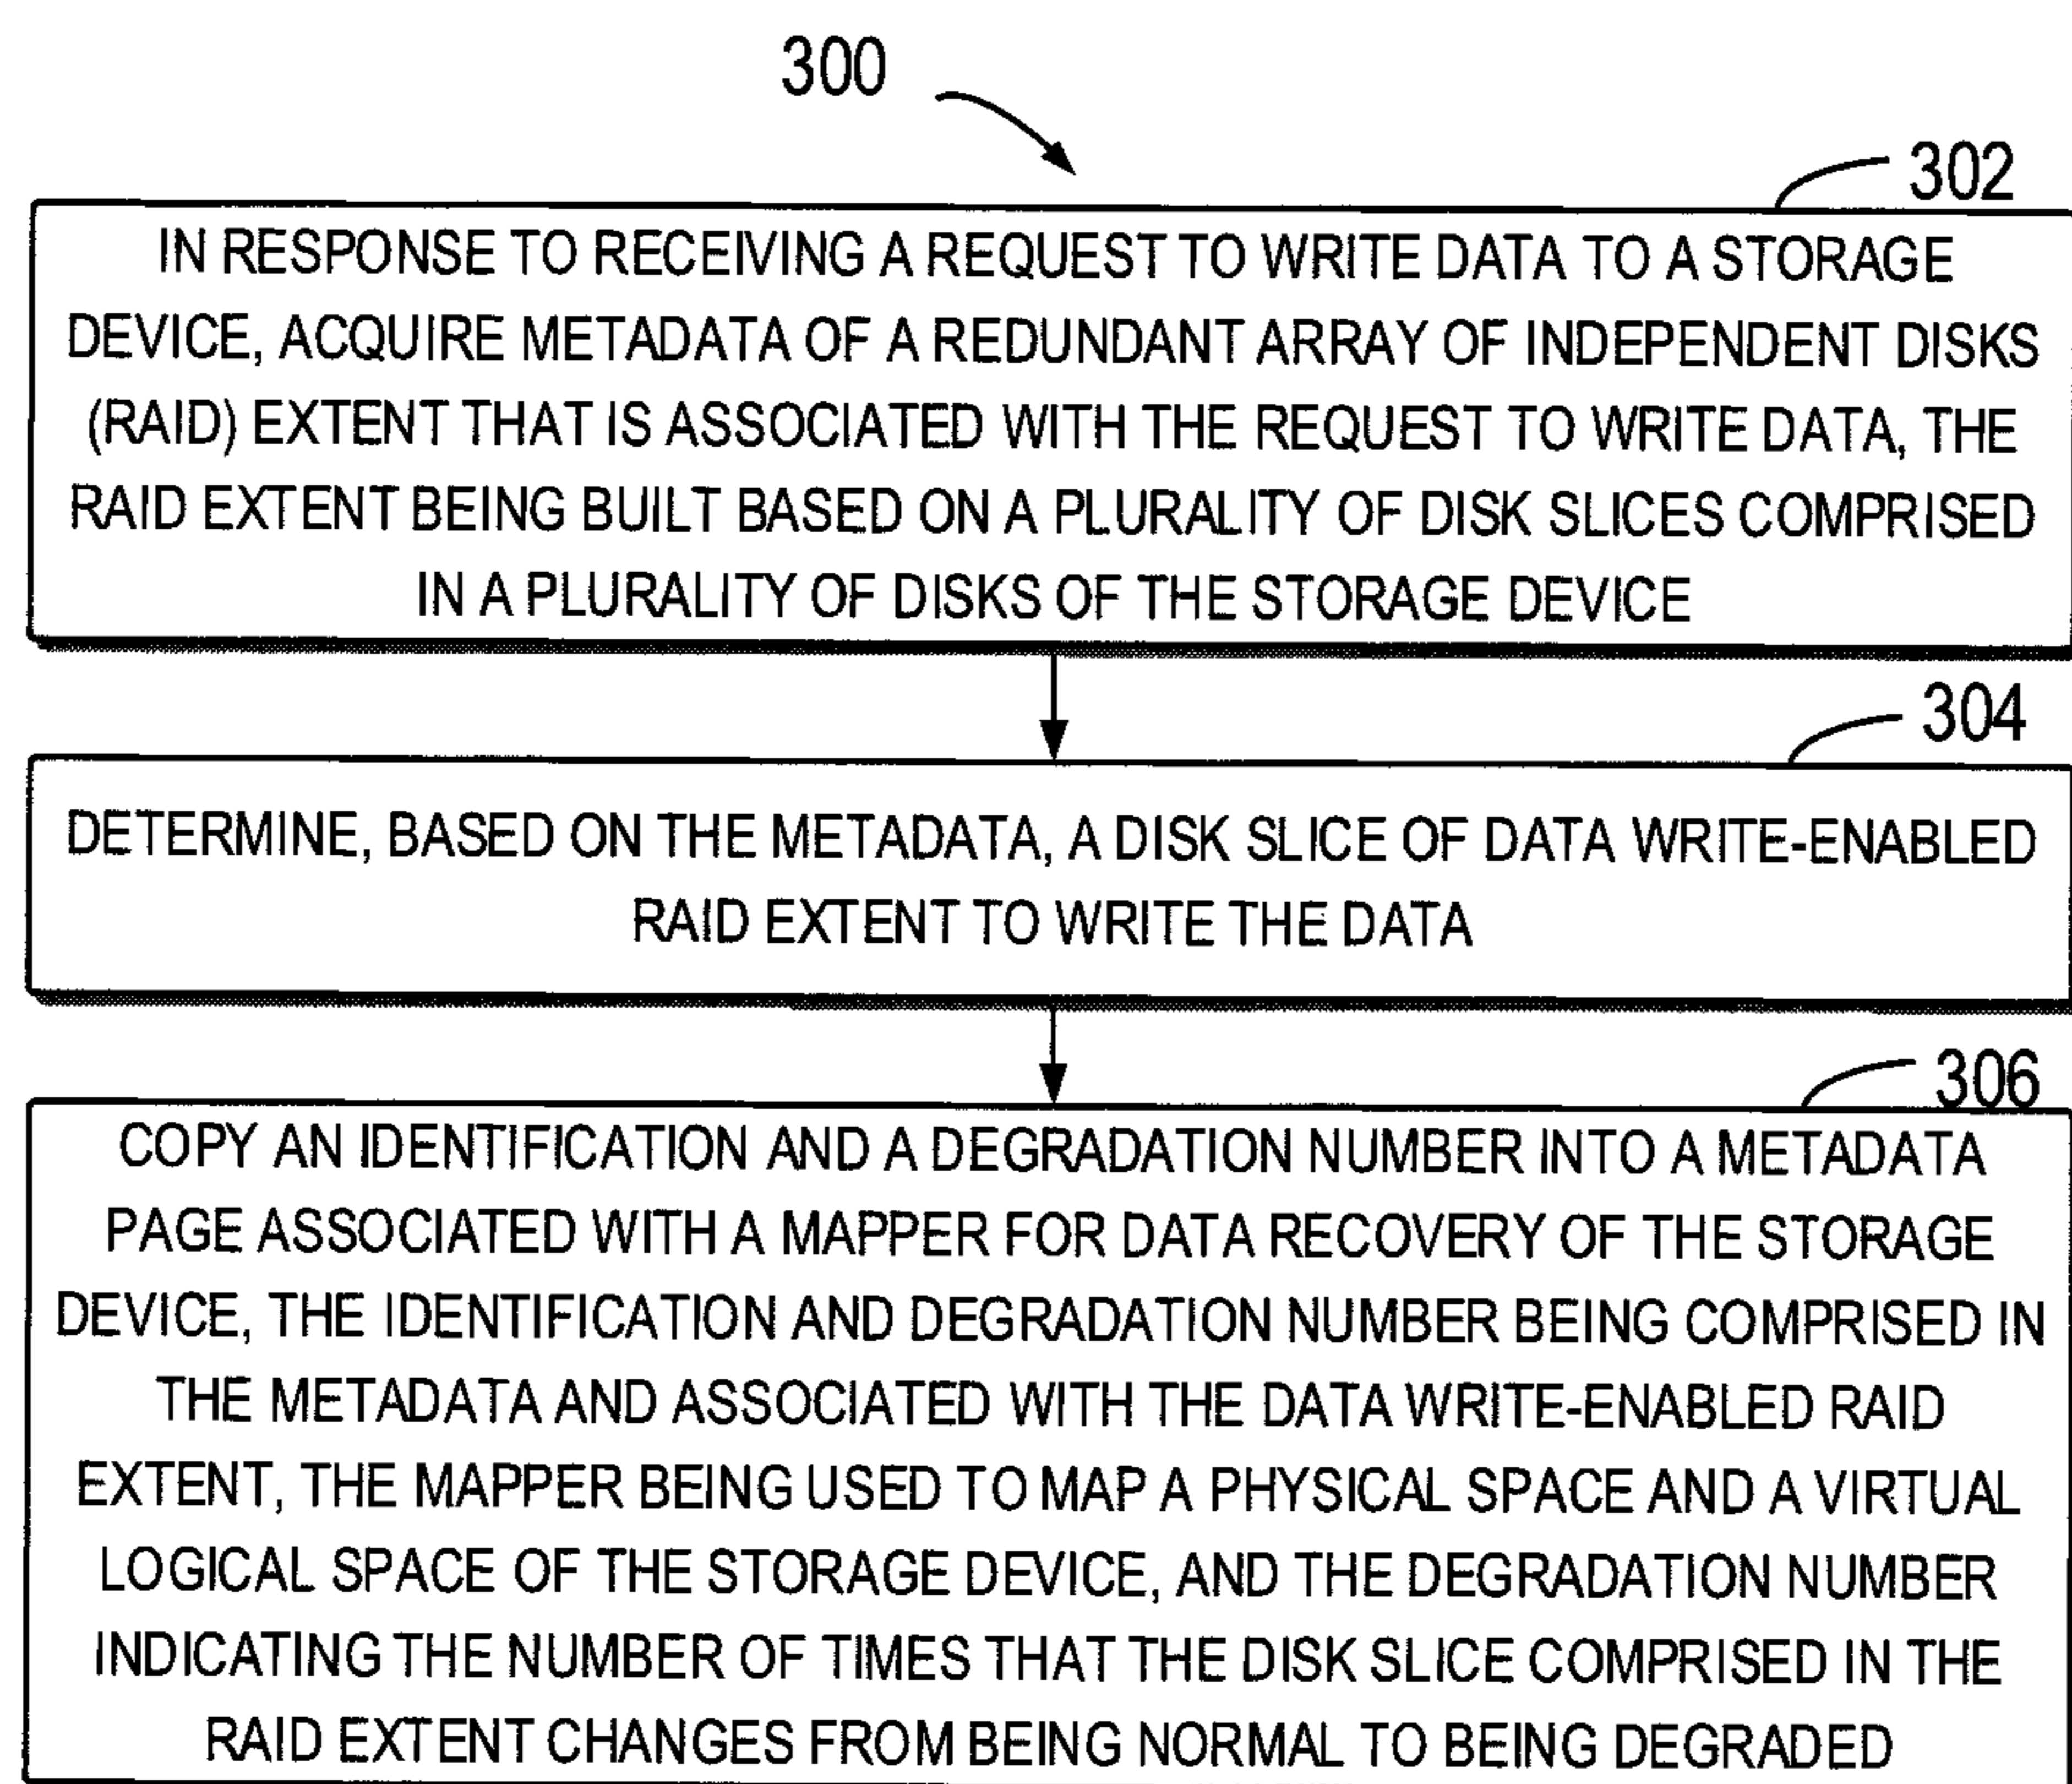 300
302
IN RESPONSE TO RECEIVING A REQUEST TO WRITE DATA TO A STORAGE
DEVICE, ACQUIRE METADATA OF A REDUNDANT ARRAY OF INDEPENDENT DISKS
(RAID) EXTENT THAT IS ASSOCIATED WITH THE REQUEST TO WRITE DATA, THE
RAID EXTENT BEING BUILT BASED ON A PLURALITY OF DISK SLICES COMPRISED
IN A PLURALITY OF DISKS OF THE STORAGE DEVICE
304
DETERMINE, BASED ON THE METADATA, A DISK SLICE OF DATA WRITE-ENABLED
RAID EXTENT TO WRITE THE DATA
306
COPY AN IDENTIFICATION AND A DEGRADATION NUMBER INTO A METADATA
PAGE ASSOCIATED WITH A MAPPER FOR DATA RECOVERY OF THE STORAGE
DEVICE, THE IDENTIFICATION AND DEGRADATION NUMBER BEING COMPRISED IN
THE METADATA AND ASSOCIATED WITH THE DATA WRITE-ENABLED RAID
EXTENT, THE MAPPER BEING USED TO MAP A PHYSICAL SPACE AND A VIRTUAL
LOGICAL SPACE OF THE STORAGE DEVICE, AND THE DEGRADATION NUMBER
INDICATING THE NUMBER OF TIMES THAT THE DISK SLICE COMPRISED IN THE
RAID EXTENT CHANGES FROM BEING NORMAL TO BEING DEGRADED